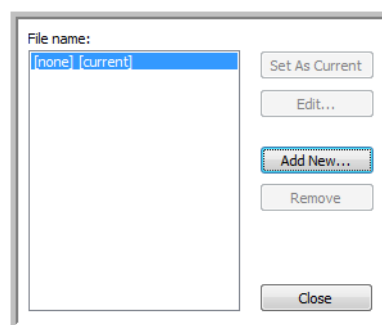 File name:
[none] [current]
Set As Current
Edit...
Add New...
Remove
Close